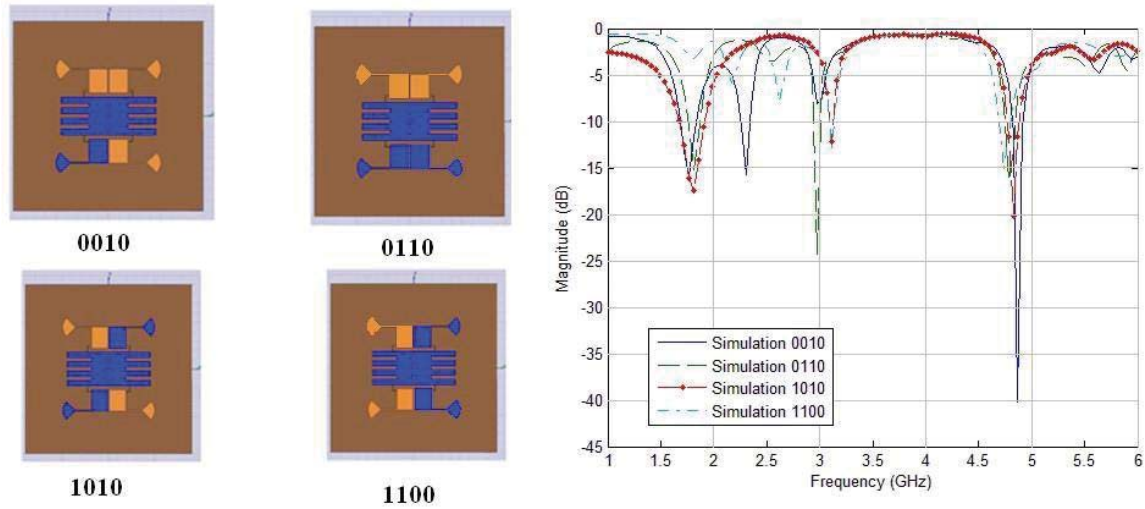 0010
0110
1010
1100
0
-5
-10
-15
-20
-25
-30
-35
-40
-45
Magnitude (dB)
Simulation 0010
Simulation 0110
Simulation 1010
Simulation 1100
1 1.5 2 2.5 3 3.5 4 4.5 5 5.5 6
Frequency (GHz)